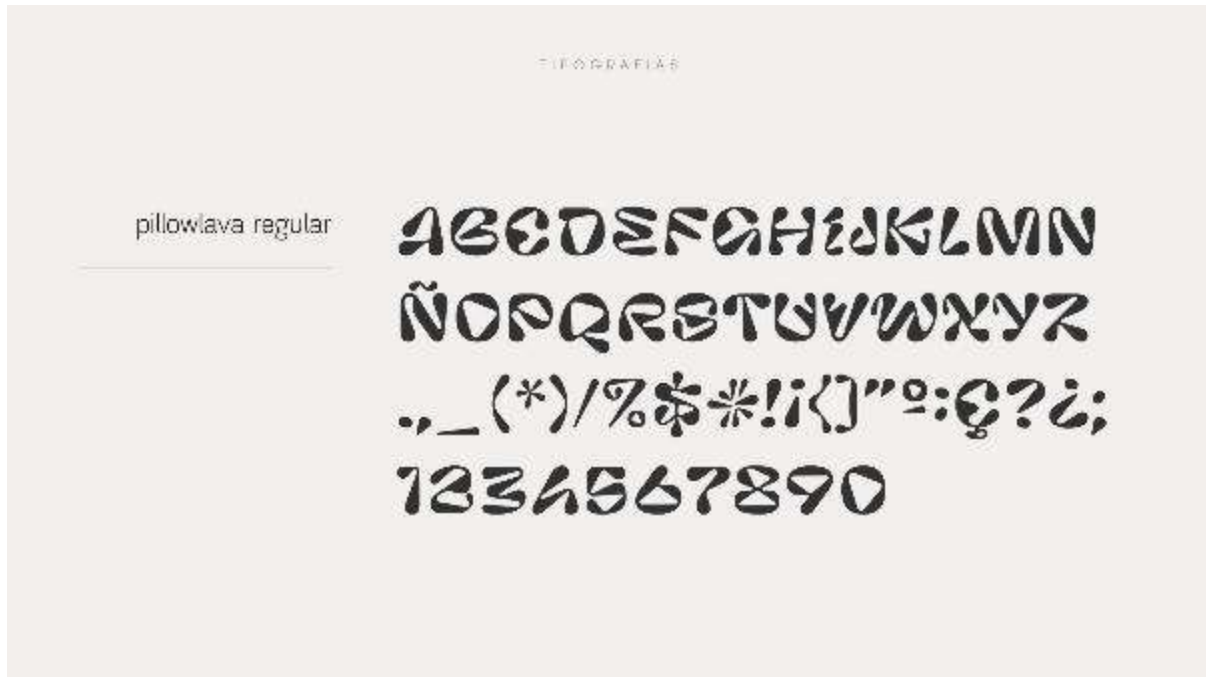 TIPOGRAFIAS
pillowlava regular
ABCDEFGHIJKLMN
ÑOPQRSTUVWXYZ
.,_(*)/%$*!¡{]"º:Ç?¿;
1234567890